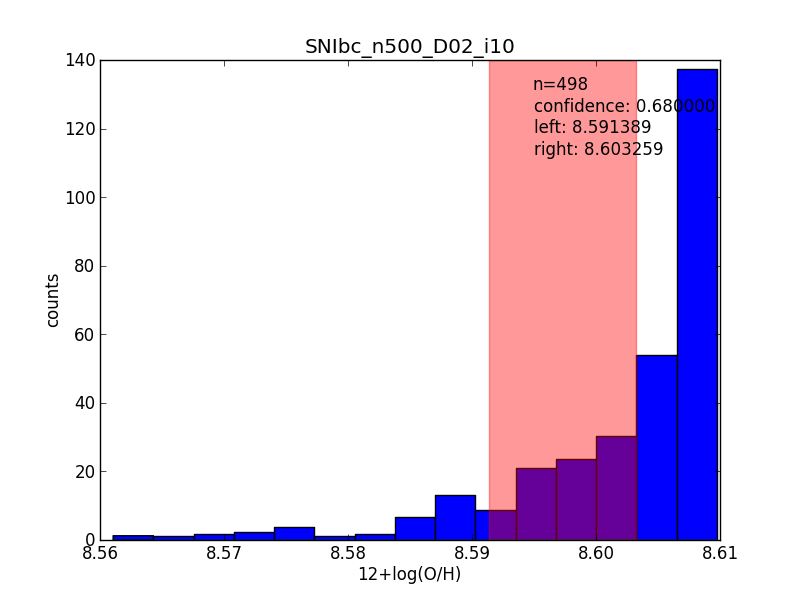 SNIbc_n500_D02_i10
140
120
100
80
60
40
20
0
counts
n=498
confidence: 0.680000
left: 8.591389
right: 8.603259
8.56 8.57 8.58 8.59 8.60 8.61
12+log(O/H)